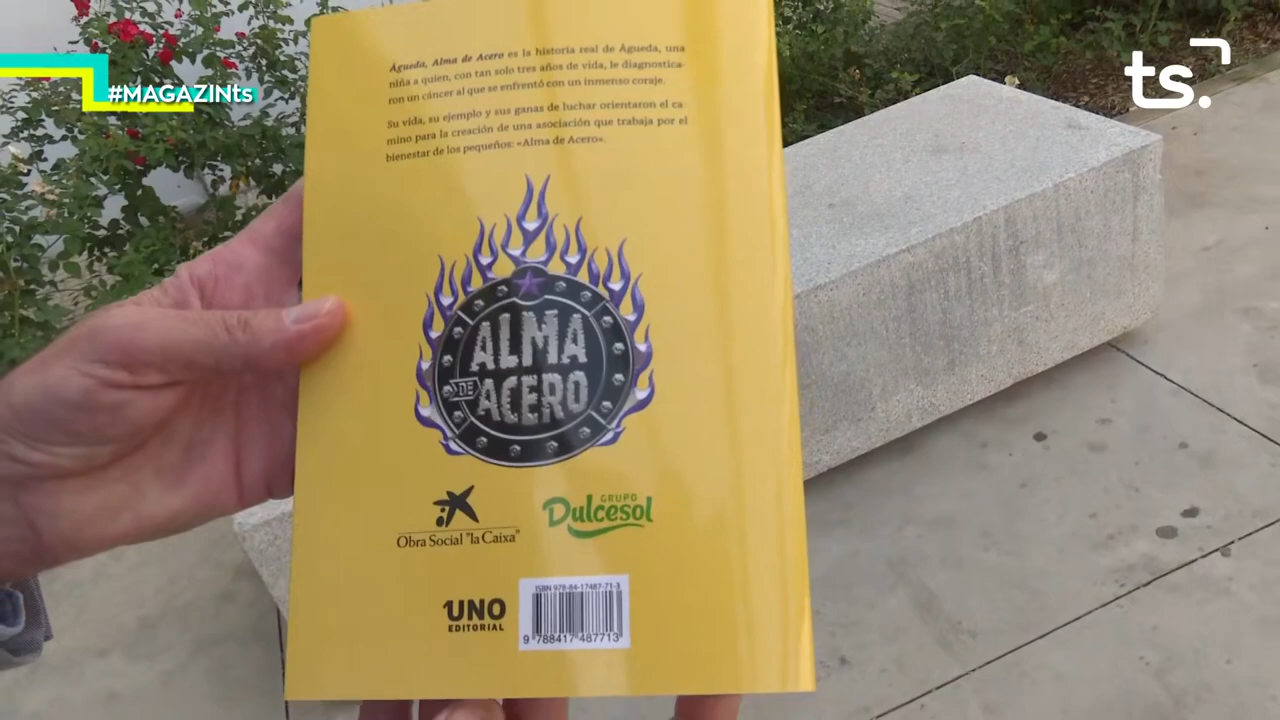 #MAGAZINts
ts.
Águeda, Alma de Acero es la historia real de Águeda, una
niña a quien, con tan solo tres años de vida, le diagnostica-
ron un cáncer al que se enfrentó con un inmenso coraje.
Su vida, su ejemplo y sus ganas de luchar orientaron el ca-
mino para la creación de una asociación que trabaja por el
bienestar de los pequeños: «Alma de Acero».
ALMA
DE
ACERO
Obra Social "la Caixa"
GRUPO
Dulcesol
UNO
EDITORIAL
ISBN 978-84-17487-71-3
9 788417 487713